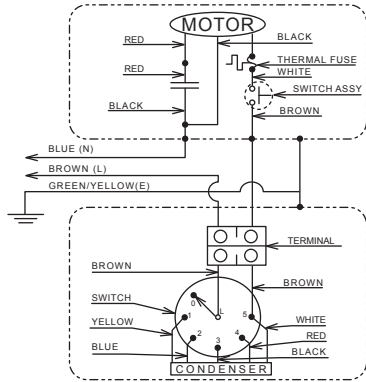 MOTOR
RED
BLACK
THERMAL FUSE
RED
WHITE
SWITCH ASSY
BLACK
BROWN
BLUE (N)
BROWN (L)
GREEN/YELLOW(E)
TERMINAL
BROWN
BROWN
SWITCH
0
L
1
5
WHITE
YELLOW
2
4
RED
BLUE
3
BLACK
CONDENSER